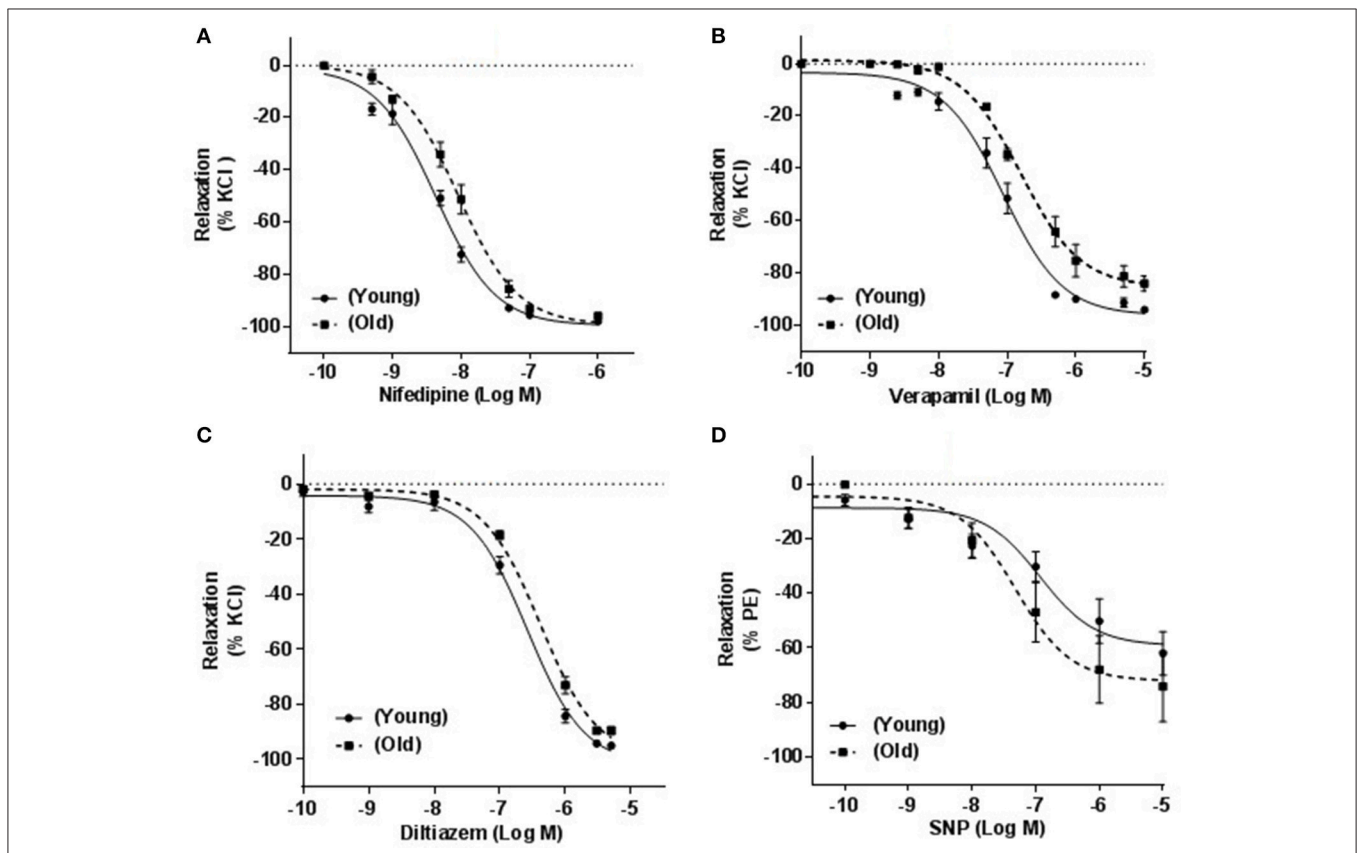 A
0
-20
-40
-60
-80
-100
Relaxation
(% KCl )
(Young)
(Old)
-10 -9 -8 -7 -6
Nifedipine (Log M)
B
0
-20
-40
-60
-80
-100
Relaxation
(% KCl)
(Young)
(Old)
-10 -9 -8 -7 -6 -5
Verapamil (Log M)
C
0
-20
-40
-60
-80
-100
Relaxation
(% KCl)
(Young)
(Old)
-10 -9 -8 -7 -6 -5
Diltiazem (Log M)
D
0
-20
-40
-60
-80
-100
Relaxation
(% PE)
(Young)
(Old)
-10 -9 -8 -7 -6 -5
SNP (Log M)